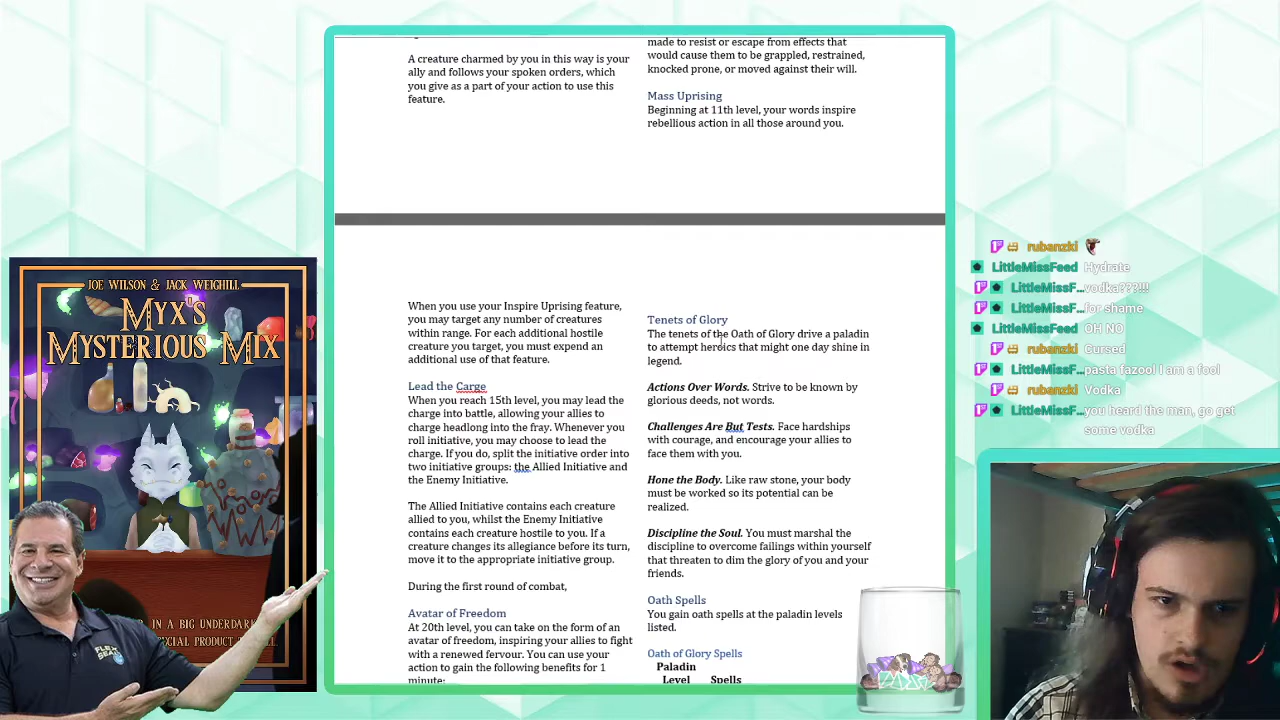 A creature charmed by you in this way is your
ally and follows your spoken orders, which
you give as a part of your action to use this
feature.
made to resist or escape from effects that
would cause them to be grappled, restrained,
knocked prone, or moved against their will.
Mass Uprising
Beginning at 11th level, your words inspire
rebellious action in all those around you.
When you use your Inspire Uprising feature,
you may target any number of creatures
within range. For each additional hostile
creature you target, you must expend an
additional use of that feature.
Lead the Carge
When you reach 15th level, you may lead the
charge into battle, allowing your allies to
charge headlong into the fray. Whenever you
roll initiative, you may choose to lead the
charge. If you do, split the initiative order into
two initiative groups: the Allied Initiative and
the Enemy Initiative.
The Allied Initiative contains each creature
allied to you, whilst the Enemy Initiative
contains each creature hostile to you. If a
creature changes its allegiance before its turn,
move it to the appropriate initiative group.
During the first round of combat,
Avatar of Freedom
At 20th level, you can take on the form of an
avatar of freedom, inspiring your allies to fight
with a renewed fervour. You can use your
action to gain the following benefits for 1
minute:
Tenets of Glory
The tenets of the Oath of Glory drive a paladin
to attempt heroics that might one day shine in
legend.
Actions Over Words. Strive to be known by
glorious deeds, not words.
Challenges Are But Tests. Face hardships
with courage, and encourage your allies to
face them with you.
Hone the Body. Like raw stone, your body
must be worked so its potential can be
realized.
Discipline the Soul. You must marshal the
discipline to overcome failings within yourself
that threaten to dim the glory of you and your
friends.
Oath Spells
You gain oath spells at the paladin levels
listed.
Oath of Glory Spells
Paladin
Level Spells
JOE WILSON & JACK WEIGHILL
MYX'S
MYSTERIOUS MIX
IN A BIG UNDERDARK
FLEX
SEAL
rubanzki
LittleMissFeed Hydrate
LittleMissF... vodka???!!!
LittleMissF... for shame
LittleMissFeed OH NO
rubanzki Cursed
LittleMissF... pasta fazool I am a fool
rubanzki Vodka
LittleMissF... you heard the man, go get
some vodka